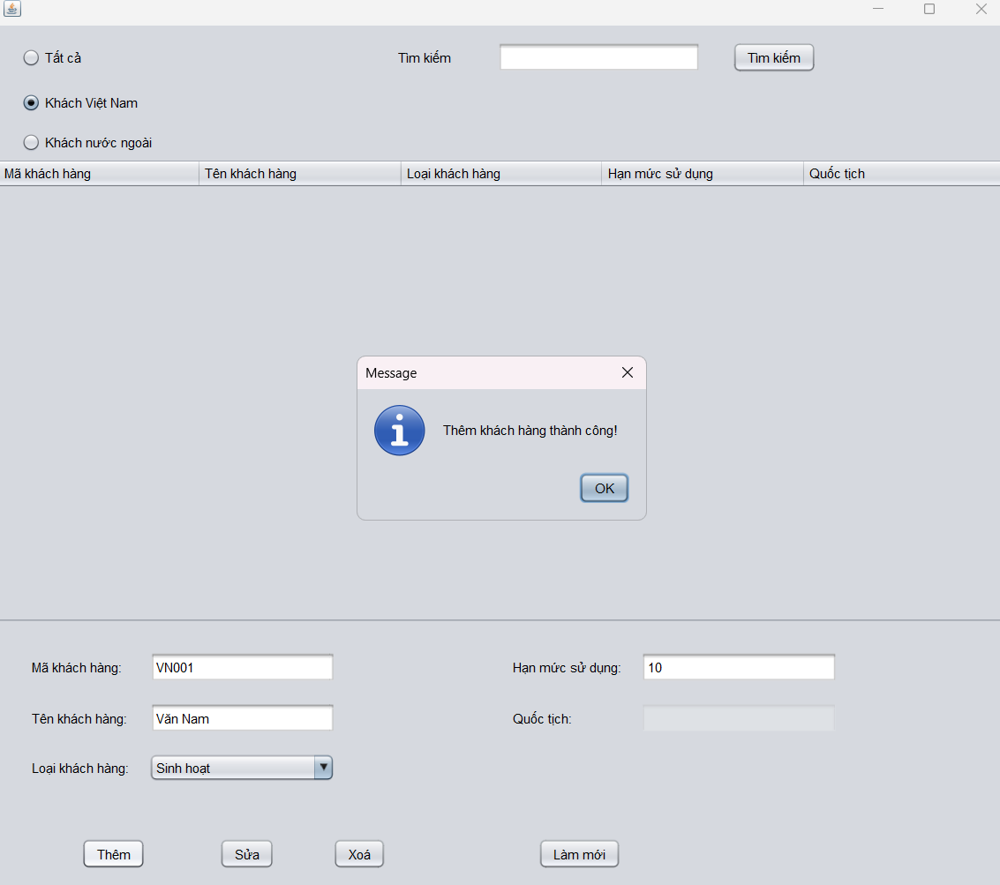 Tất cả
Tìm kiếm
Tìm kiếm
Khách Việt Nam
Khách nước ngoài
Mã khách hàng
Tên khách hàng
Loại khách hàng
Hạn mức sử dụng
Quốc tịch
Message
Thêm khách hàng thành công!
OK
Mã khách hàng:
VN001
Hạn mức sử dụng:
10
Tên khách hàng:
Văn Nam
Quốc tịch:
Loại khách hàng:
Sinh hoạt
Thêm
Sửa
Xoá
Làm mới